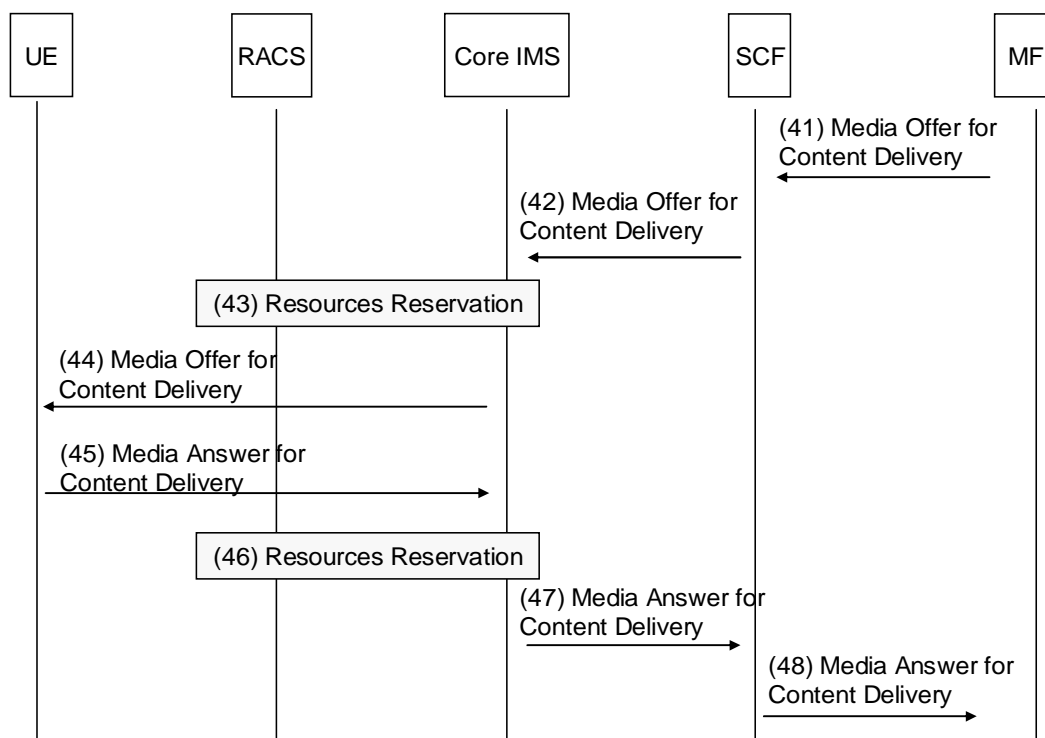 UE
RACS
Core IMS
SCF
MF
(41) Media Offer for
Content Delivery
(42) Media Offer for
Content Delivery
(43) Resources Reservation
(44) Media Offer for
Content Delivery
(45) Media Answer for
Content Delivery
(46) Resources Reservation
(47) Media Answer for
Content Delivery
(48) Media Answer for
Content Delivery